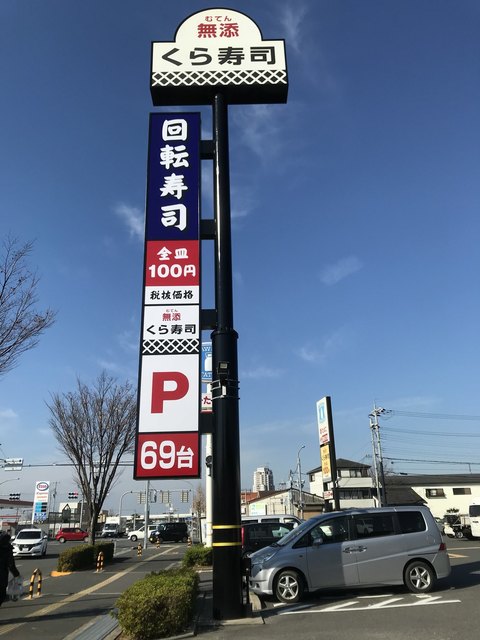 むてん
無添
くら寿司
回転寿司
全皿
100円
税抜価格
むてん
無添
くら寿司
P
69台